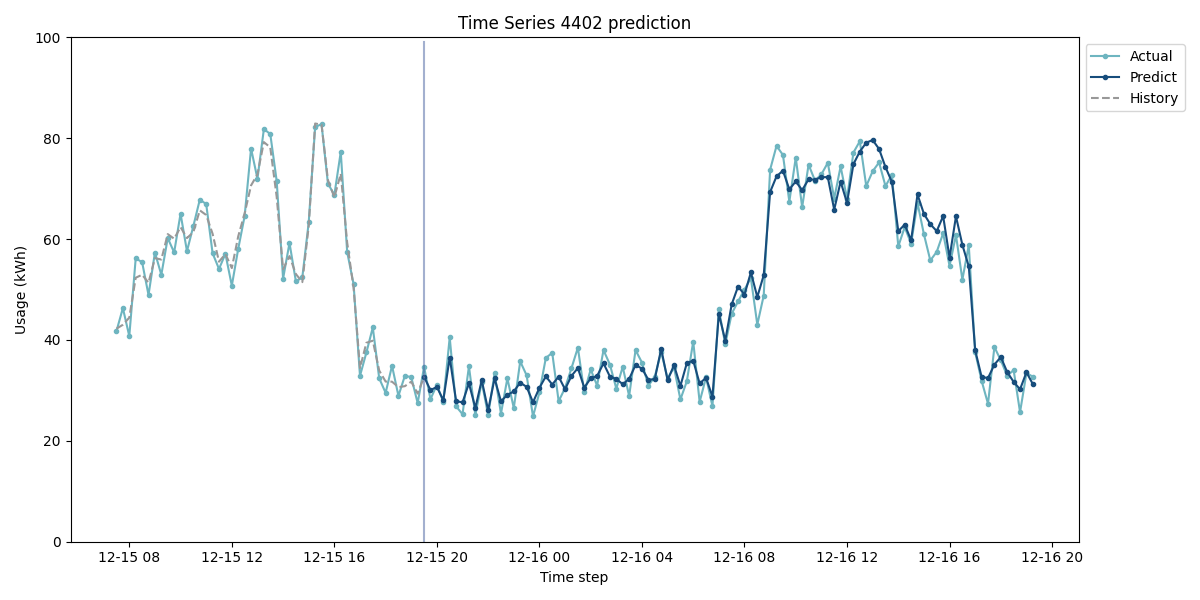 Time Series 4402 prediction
100
80
60
40
20
0
Usage (kWh)
12-15 08
12-15 12
12-15 16
12-15 20
12-16 00
12-16 04
12-16 08
12-16 12
12-16 16
12-16 20
Time step
Actual
Predict
History